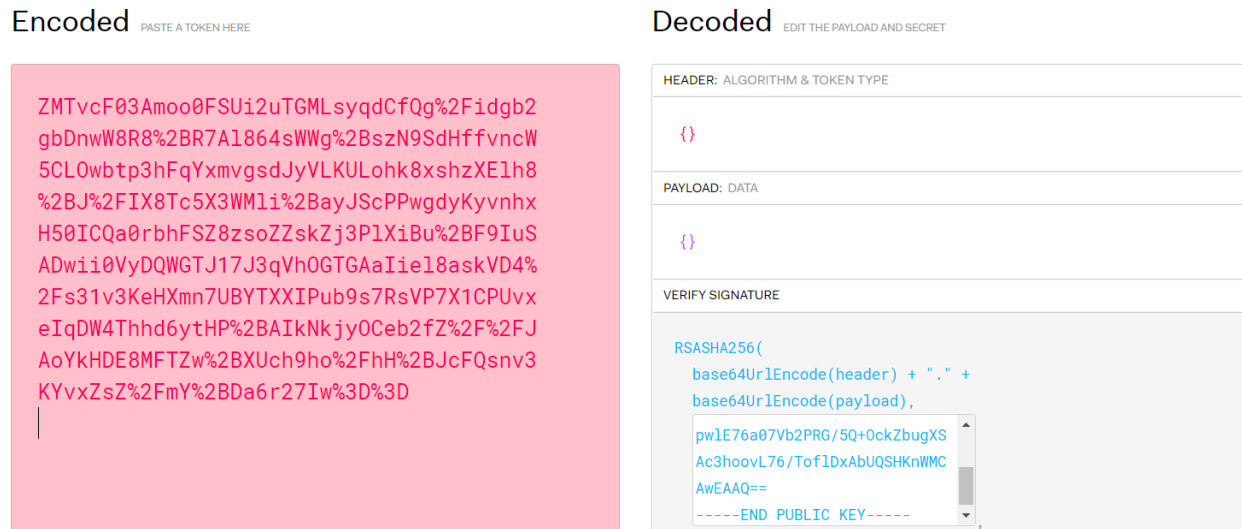 Encoded PASTE A TOKEN HERE
ZMTvcF03Amoo0FSUi2uTGMLsyqdCfQg%2Fidgb2
gbDnwW8R8%2BR7Al864sWWg%2BszN9SdHffvncW
5CLOwbtp3hFqYxmvgsdJyVLKULohk8xshzXElh8
%2BJ%2FIX8Tc5X3WMli%2BayJScPPwgdyKyvnhx
H50ICQa0rbhFSZ8zsoZZskZj3PlXiBu%2BF9IuS
ADwii0VyDQWGTJ17J3qVhOGTGAaIiel8askVD4%
2Fs31v3KeHXmn7UBYTXXIPub9s7RsVP7X1CPUvx
eIqDW4Thhd6ytHP%2BAIkNkjyOCeb2fZ%2F%2FJ
AoYkHDE8MFTZw%2BXUch9ho%2FhH%2BJcFQsnv3
KYvxZsZ%2FmY%2BDa6r27Iw%3D%3D
Decoded EDIT THE PAYLOAD AND SECRET
HEADER: ALGORITHM & TOKEN TYPE
{}
PAYLOAD: DATA
{}
VERIFY SIGNATURE
RSASHA256(
base64UrlEncode(header) + "." +
base64UrlEncode(payload),
pwlE76a07Vb2PRG/5Q+OckZbugXS
Ac3hoovL76/ToflDxAbUQSHKnWMC
AwEAAQ==
-----END PUBLIC KEY-----
,